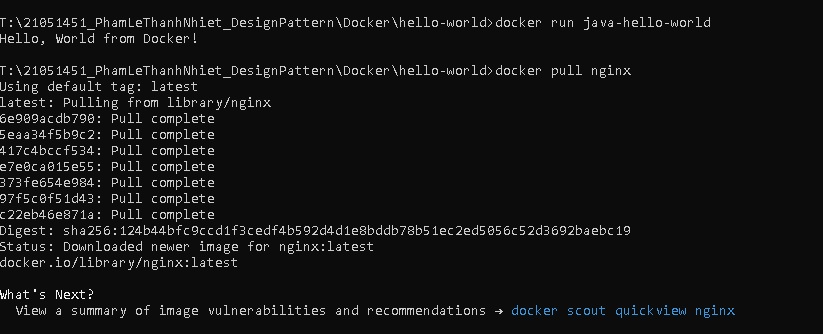 T:\21051451_PhamLeThanhNhiet_DesignPattern\Docker\hello-world>docker run java-hello-world
Hello, World from Docker!
T:\21051451_PhamLeThanhNhiet_DesignPattern\Docker\hello-world>docker pull nginx
Using default tag: latest
latest: Pulling from library/nginx
6e909acdb790: Pull complete
5eaa34f5b9c2: Pull complete
417c4bccf534: Pull complete
e7e0ca015e55: Pull complete
373fe654e984: Pull complete
97f5c0f51d43: Pull complete
c22eb46e871a: Pull complete
Digest: sha256:124b44bfc9ccd1f3cedf4b592d4d1e8bddb78b51ec2ed5056c52d3692baebc19
Status: Downloaded newer image for nginx:latest
docker.io/library/nginx:latest
What's Next?
View a summary of image vulnerabilities and recommendations → docker scout quickview nginx